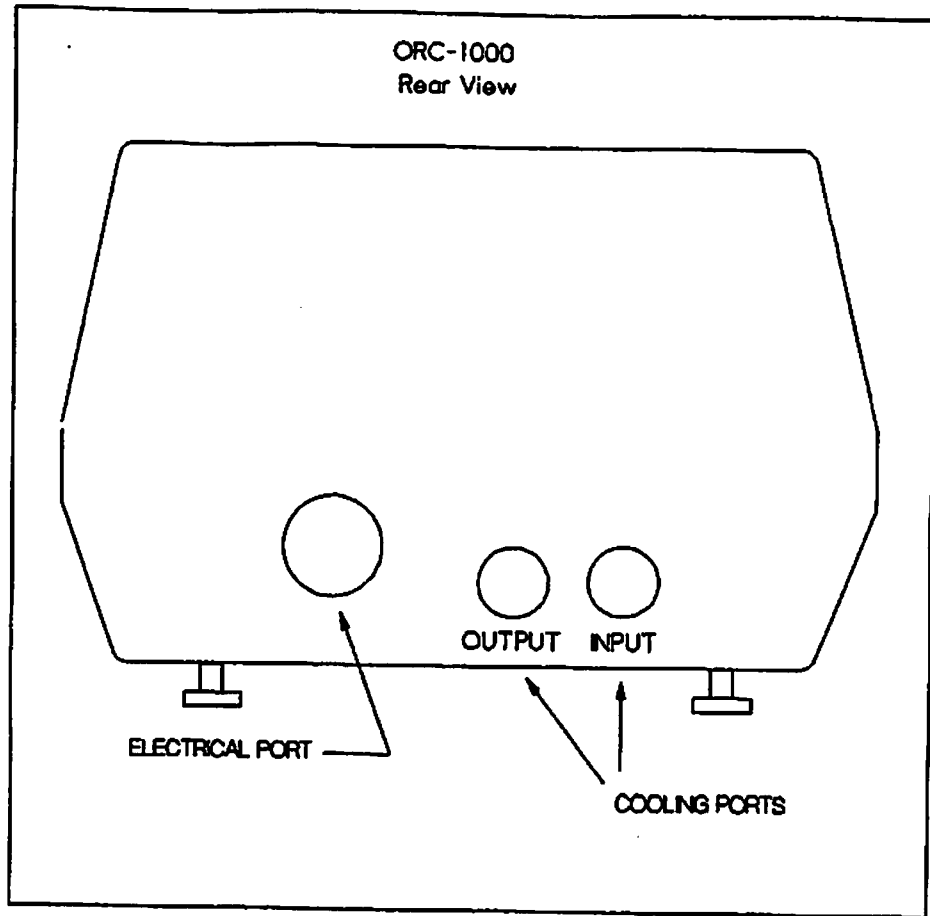 ORC-1000
Rear View
OUTPUT INPUT
ELECTRICAL PORT
COOLING PORTS